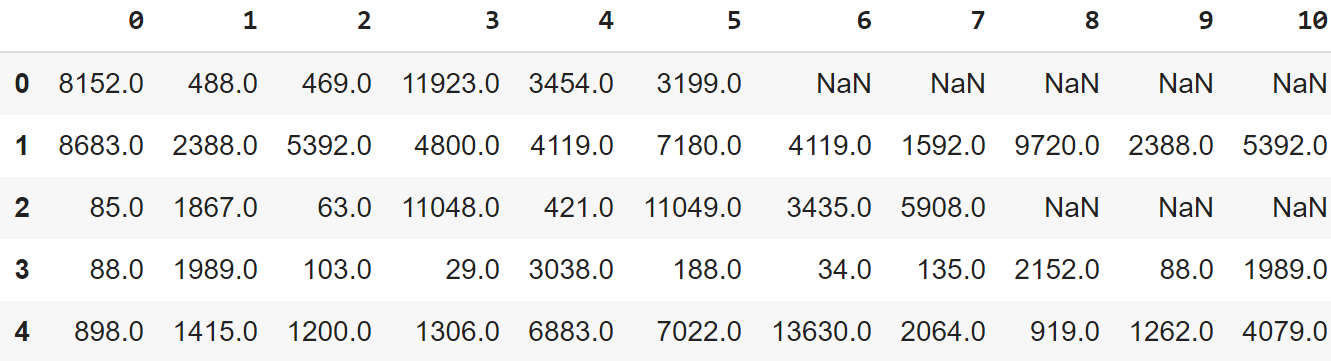 0 1 2 3 4 5 6 7 8 9 10
0 8152.0 488.0 469.0 11923.0 3454.0 3199.0 NaN NaN NaN NaN NaN
1 8683.0 2388.0 5392.0 4800.0 4119.0 7180.0 4119.0 1592.0 9720.0 2388.0 5392.0
2 85.0 1867.0 63.0 11048.0 421.0 11049.0 3435.0 5908.0 NaN NaN NaN
3 88.0 1989.0 103.0 29.0 3038.0 188.0 34.0 135.0 2152.0 88.0 1989.0
4 898.0 1415.0 1200.0 1306.0 6883.0 7022.0 13630.0 2064.0 919.0 1262.0 4079.0